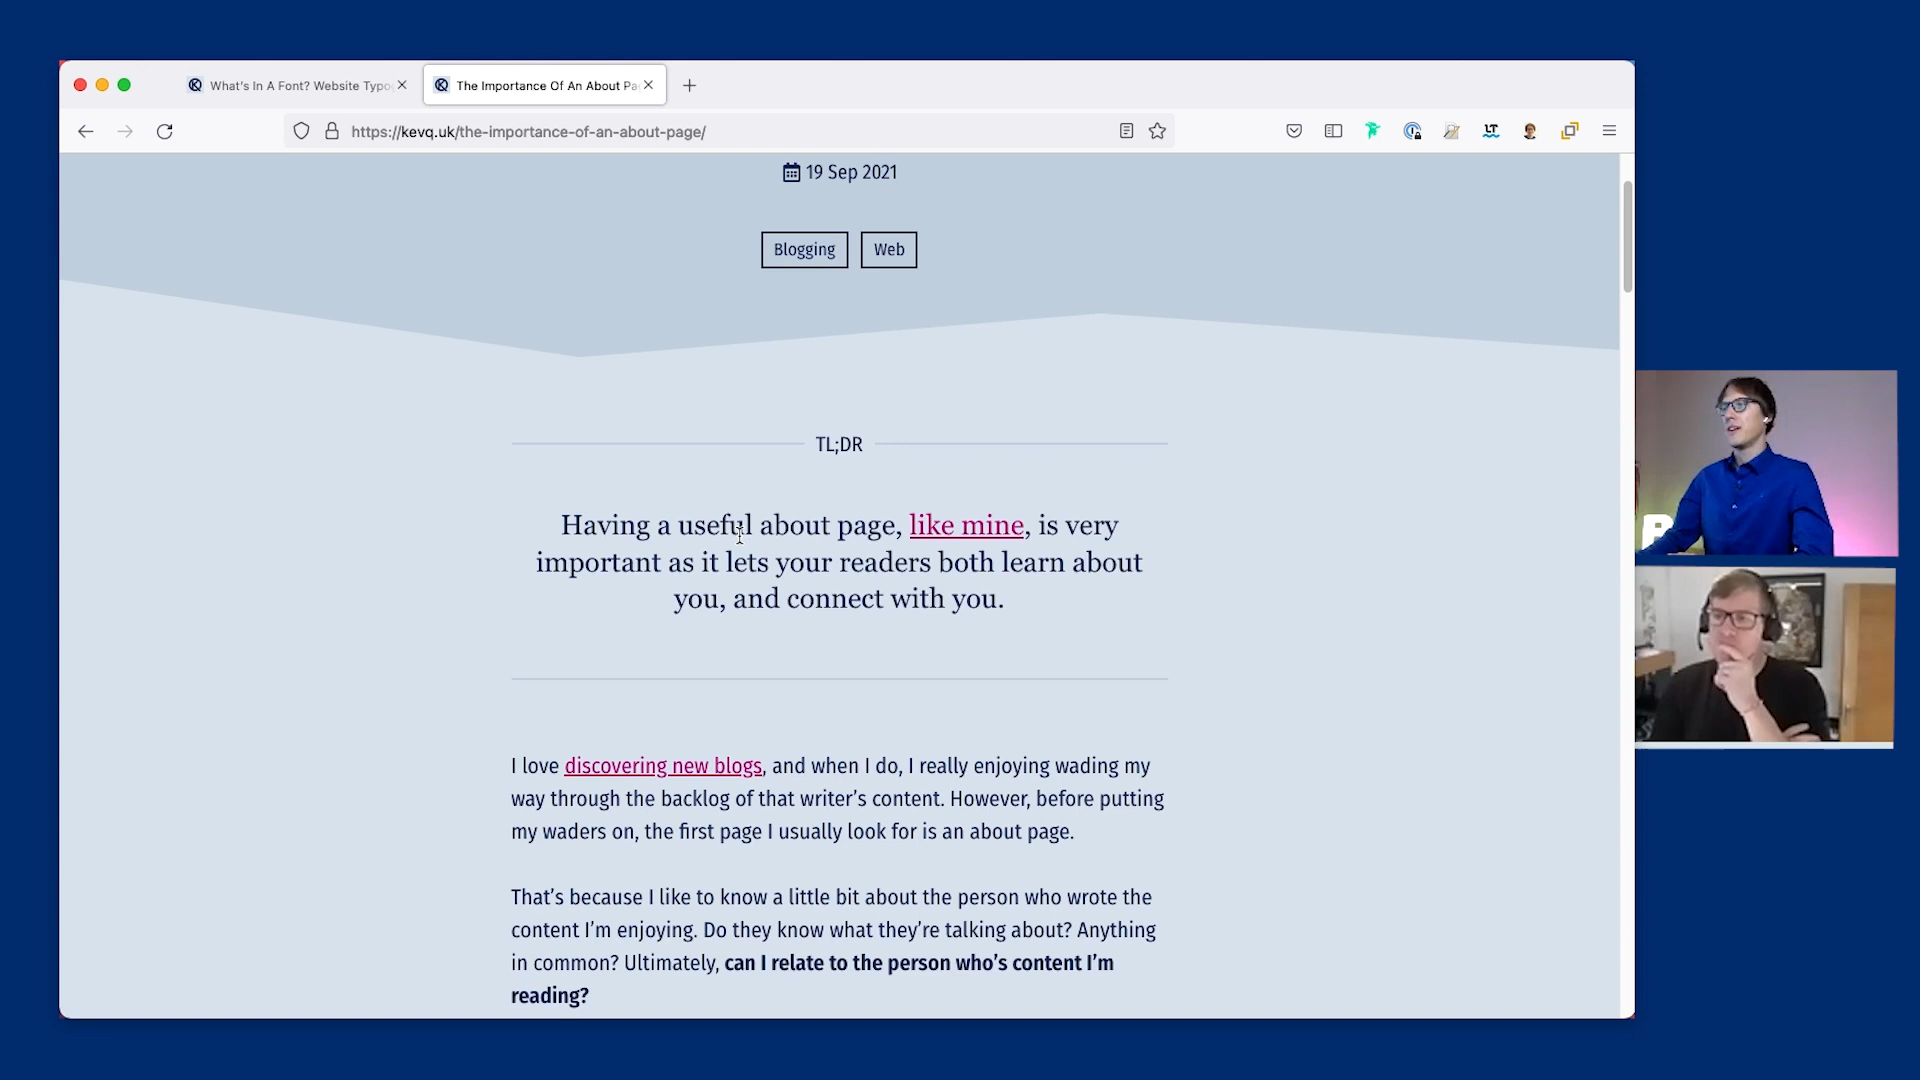 What's In A Font? Website Typo
The Importance Of An About Pa
https://kevq.uk/the-importance-of-an-about-page/
LT
19 Sep 2021
Blogging
Web
TL;DR
Having a useful about page, like mine, is very
important as it lets your readers both learn about
you, and connect with you.
I love discovering new blogs, and when I do, I really enjoying wading my
way through the backlog of that writer’s content. However, before putting
my waders on, the first page I usually look for is an about page.
That’s because I like to know a little bit about the person who wrote the
content I’m enjoying. Do they know what they’re talking about? Anything
in common? Ultimately, can I relate to the person who’s content I’m
reading?